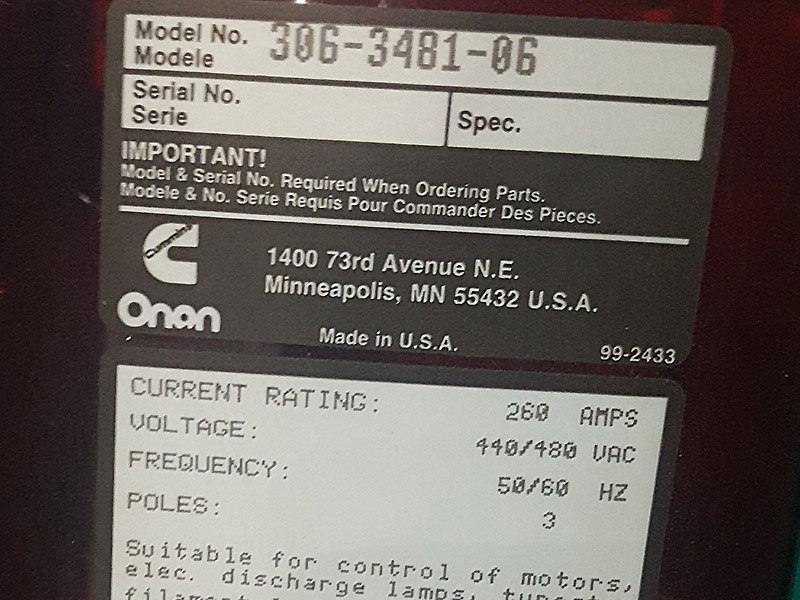 Model No. 306-3481-06
Modele
Serial No.
Serie
Spec.
IMPORTANT!
Model & Serial No. Required When Ordering Parts.
Modele & No. Serie Requis Pour Commander Des Pieces.
1400 73rd Avenue N.E.
Minneapolis, MN 55432 U.S.A.
Onan
Made in U.S.A.
99-2433
CURRENT RATING: 260 AMPS
VOLTAGE: 440/480 VAC
FREQUENCY: 50/60 HZ
POLES: 3
Suitable for control of motors,
elec. discharge lamps,